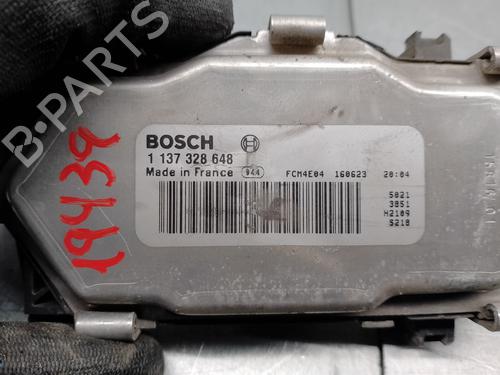 B-PARTS
BOSCH
1 137 328 648
Made in France 944 FCM4E04 160623 20:04
5021
3851
H2109
5218
19439